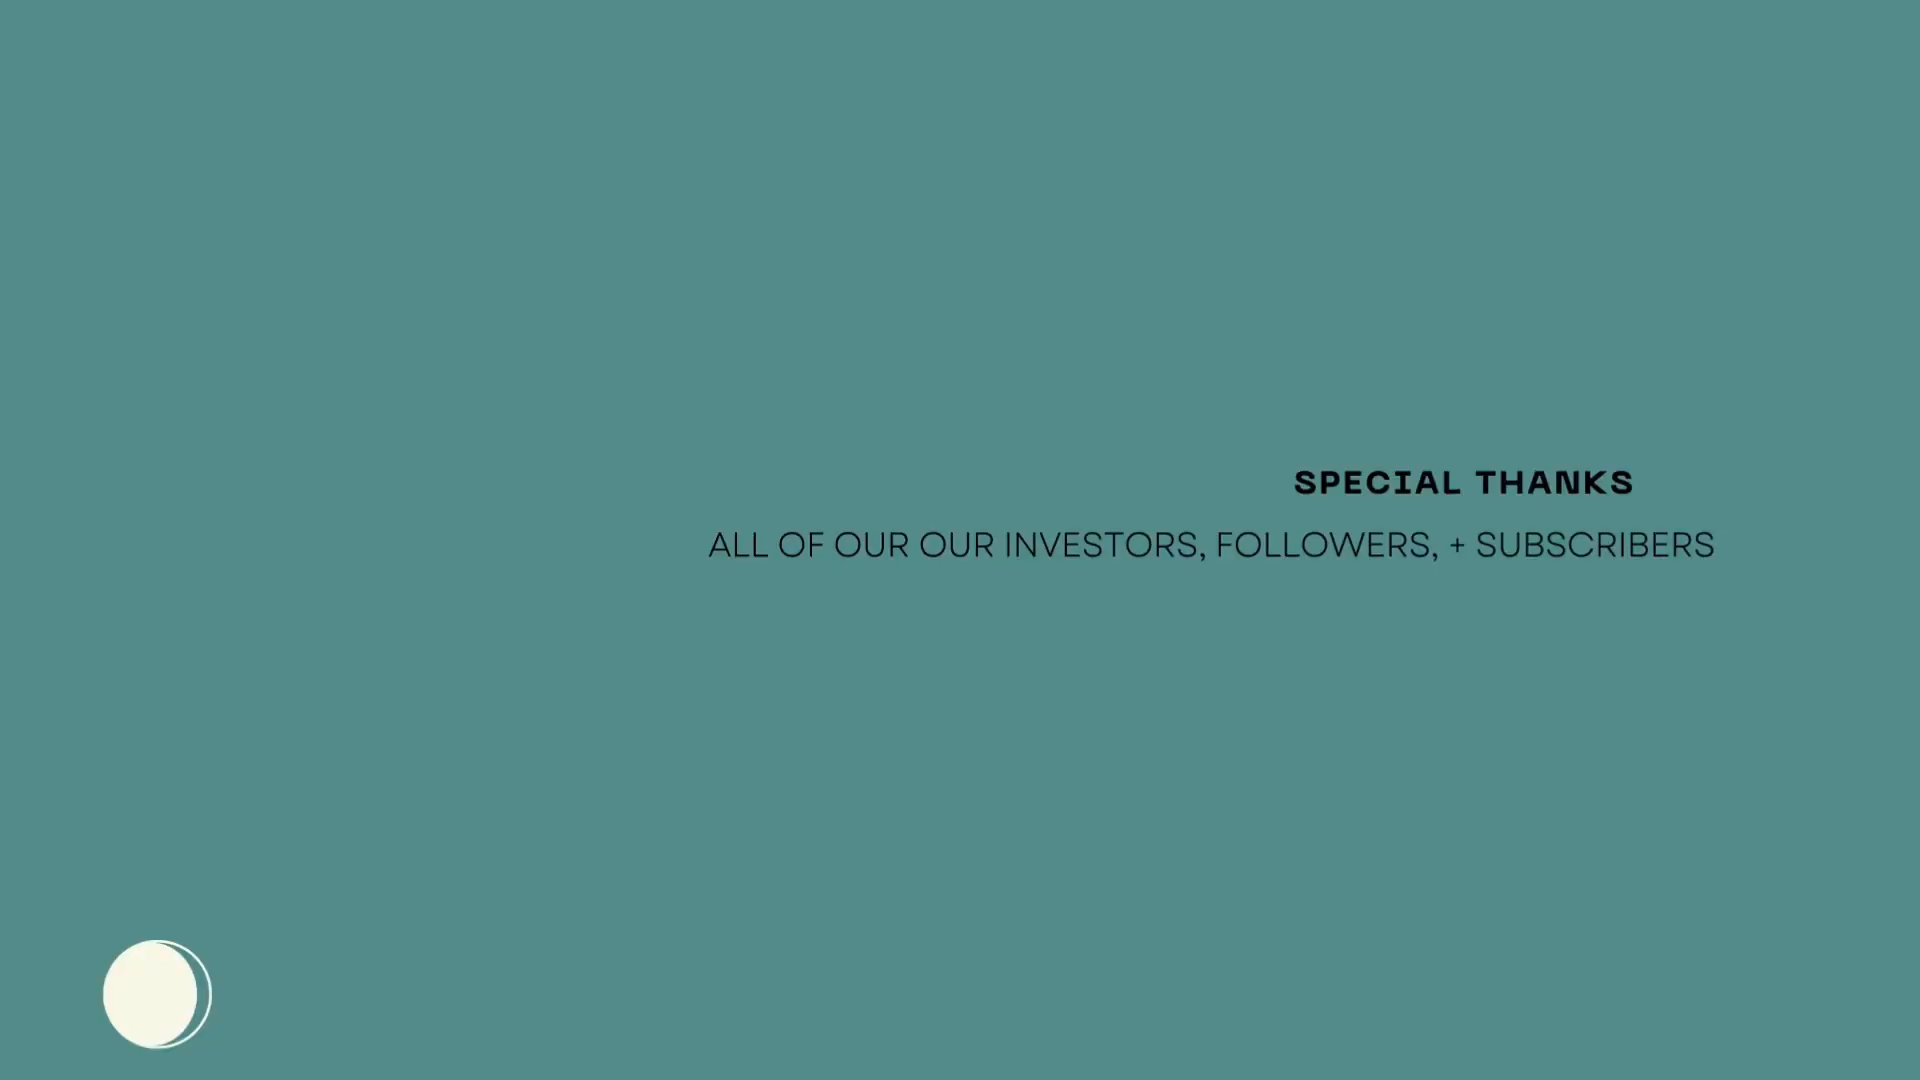 SPECIAL THANKS
ALL OF OUR OUR INVESTORS, FOLLOWERS, + SUBSCRIBERS